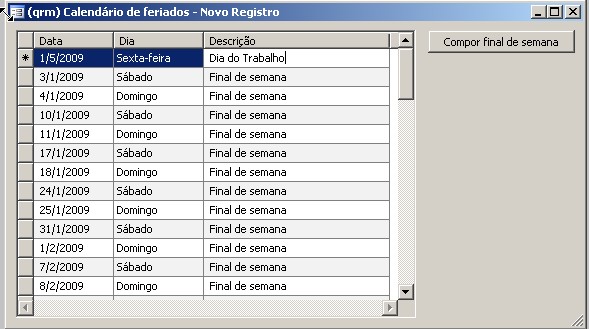 (qrm) Calendário de feriados - Novo Registro
Data Dia Descrição
Compor final de semana
* 1/5/2009 Sexta-feira Dia do Trabalho
3/1/2009 Sábado Final de semana
4/1/2009 Domingo Final de semana
10/1/2009 Sábado Final de semana
11/1/2009 Domingo Final de semana
17/1/2009 Sábado Final de semana
18/1/2009 Domingo Final de semana
24/1/2009 Sábado Final de semana
25/1/2009 Domingo Final de semana
31/1/2009 Sábado Final de semana
1/2/2009 Domingo Final de semana
7/2/2009 Sábado Final de semana
8/2/2009 Domingo Final de semana